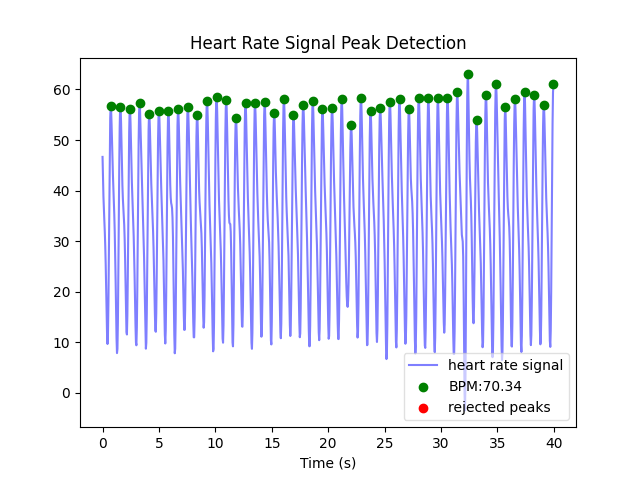 Heart Rate Signal Peak Detection
60
50
40
30
20
10
0
heart rate signal
BPM:70.34
rejected peaks
0 5 10 15 20 25 30 35 40
Time (s)